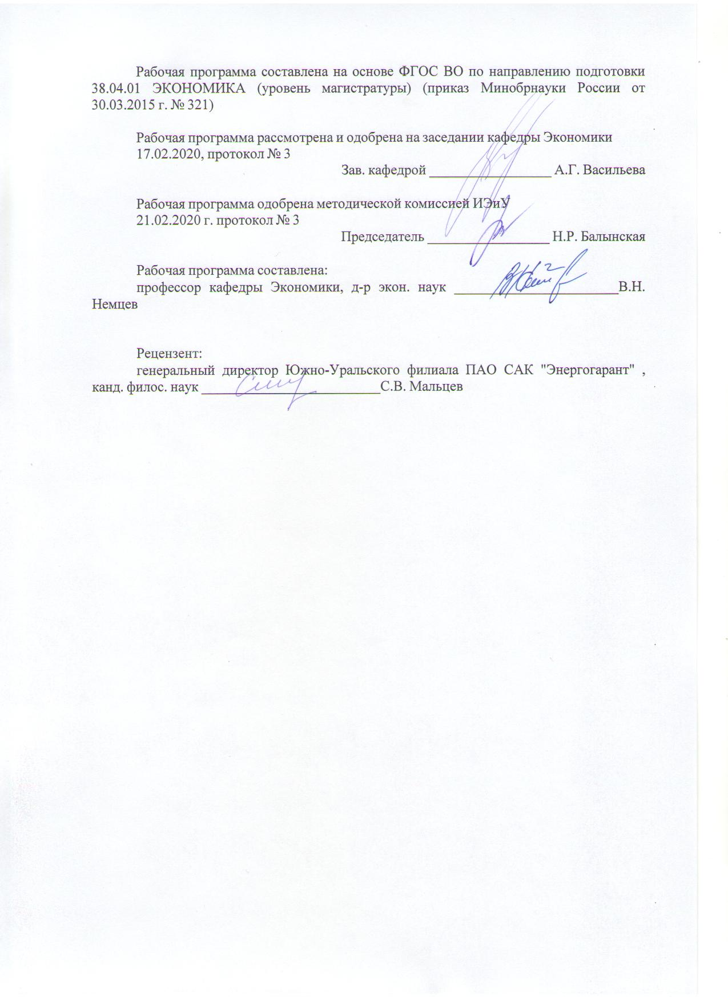 Рабочая программа составлена на основе ФГОС ВО по направлению подготовки
38.04.01 ЭКОНОМИКА (уровень магистратуры) (приказ Минобрнауки России от
30.03.2015 г. № 321)
Рабочая программа рассмотрена и одобрена на заседании кафедры Экономики
17.02.2020, протокол № 3
Зав. кафедрой _________________ А.Г. Васильева
Рабочая программа одобрена методической комиссией ИЭиУ
21.02.2020 г. протокол № 3
Председатель _________________ Н.Р. Балынская
Рабочая программа составлена:
профессор кафедры Экономики, д-р экон. наук _______________________В.Н.
Немцев
Рецензент:
генеральный директор Южно-Уральского филиала ПАО САК "Энергогарант" ,
канд. филос. наук _________________________С.В. Мальцев